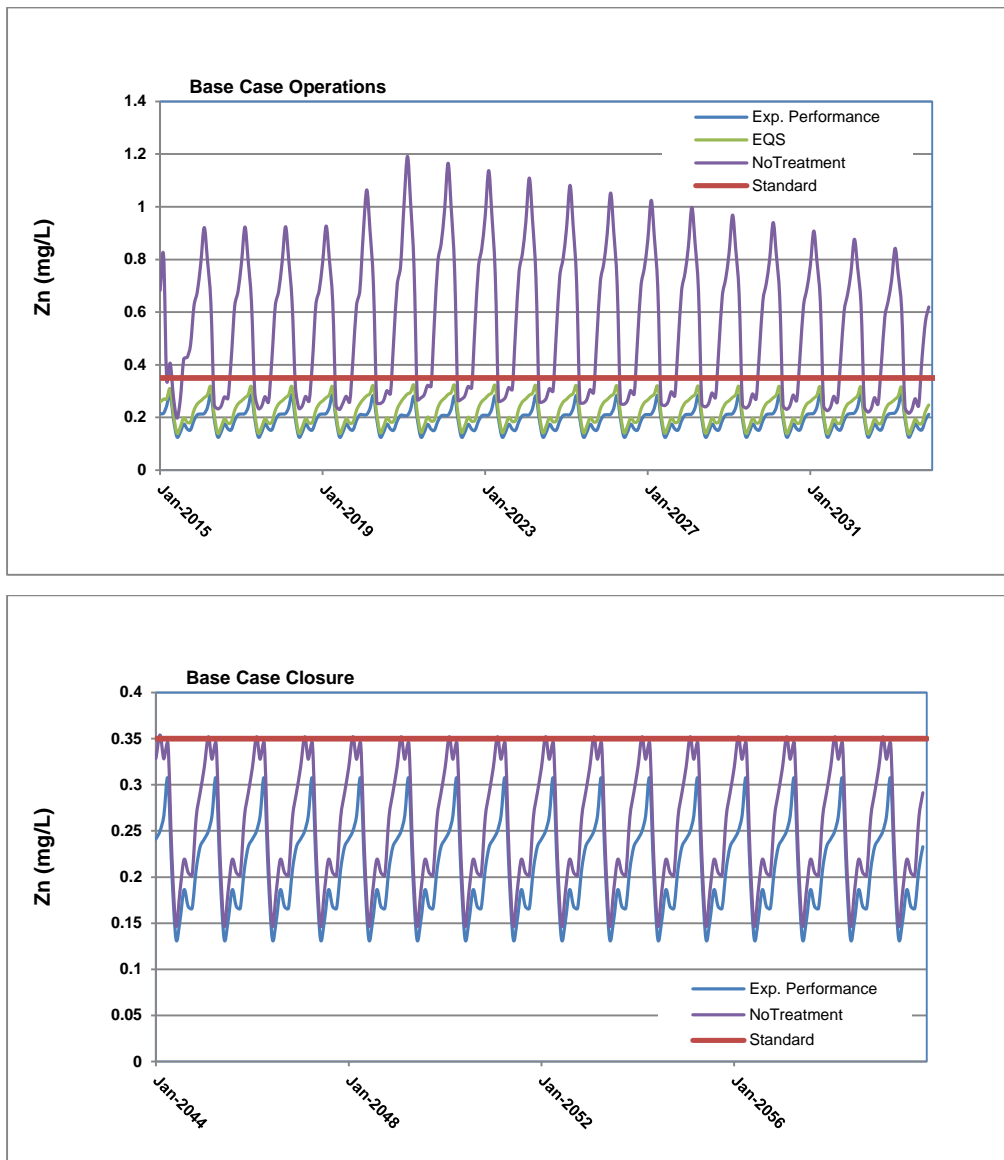 Base Case Operations
1.4
1.2
1
0.8
0.6
0.4
0.2
0
Zn (mg/L)
Exp. Performance
EQS
NoTreatment
Standard
Jan-2015
Jan-2019
Jan-2023
Jan-2027
Jan-2031
Base Case Closure
0.4
0.35
0.3
0.25
0.2
0.15
0.1
0.05
0
Zn (mg/L)
Exp. Performance
NoTreatment
Standard
Jan-2044
Jan-2048
Jan-2052
Jan-2056